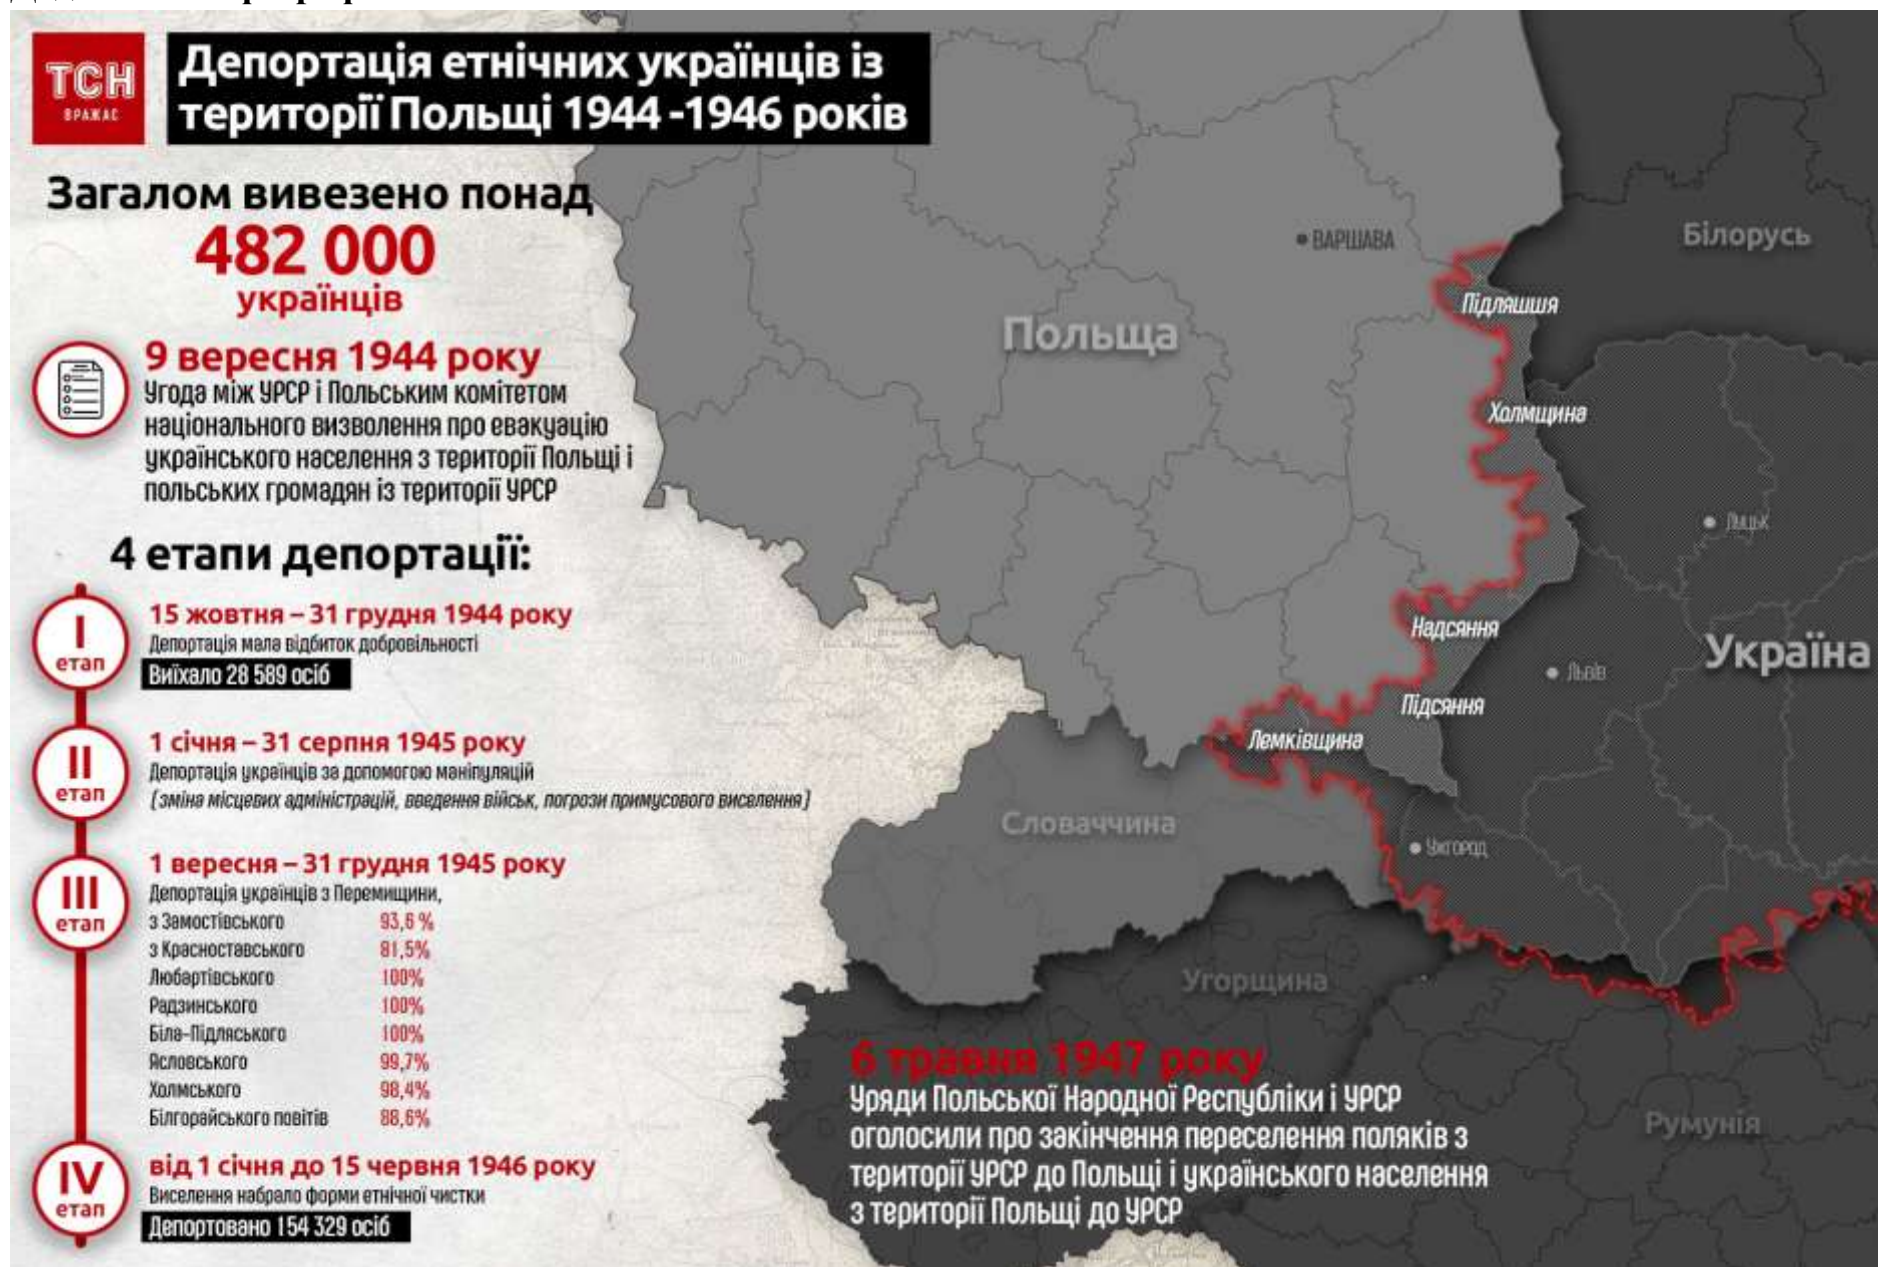 ТСН
ВРАЖАЄ
Депортація етнічних українців із
території Польщі 1944 -1946 років
Загалом вивезено понад
482 000
українців
9 вересня 1944 року
Угода між УРСР і Польським комітетом
національного визволення про евакуацію
українського населення з території Польщі і
польських громадян із території УРСР
4 етапи депортації:
I
етап
15 жовтня – 31 грудня 1944 року
Депортація мала відбиток добровільності
Виїхало 28 589 осіб
II
етап
1 січня – 31 серпня 1945 року
Депортація українців за допомогою маніпуляцій
(зміна місцевих адміністрацій, введення військ, погрози примусового виселення)
III
етап
1 вересня – 31 грудня 1945 року
Депортація українців з Перемищини,
з Замостівського 93,6 %
з Красноставського 81,5%
Любартівського 100%
Радзинського 100%
Біла-Підляського 100%
Ясловського 99,7%
Холмського 98,4%
Білгорайського повітів 88,6%
IV
етап
від 1 січня до 15 червня 1946 року
Виселення набрало форми етнічної чистки
Депортовано 154 329 осіб
ВАРШАВА
Білорусь
Підляшшя
Польща
Холмщина
Луцьк
Надсяння
Україна
Львів
Підсяння
Лемківщина
Словаччина
Ужгород
Угорщина
Румунія
6 травня 1947 року
Уряди Польської Народної Республіки і УРСР
оголосили про закінчення переселення поляків з
території УРСР до Польщі і українського населення
з території Польщі до УРСР